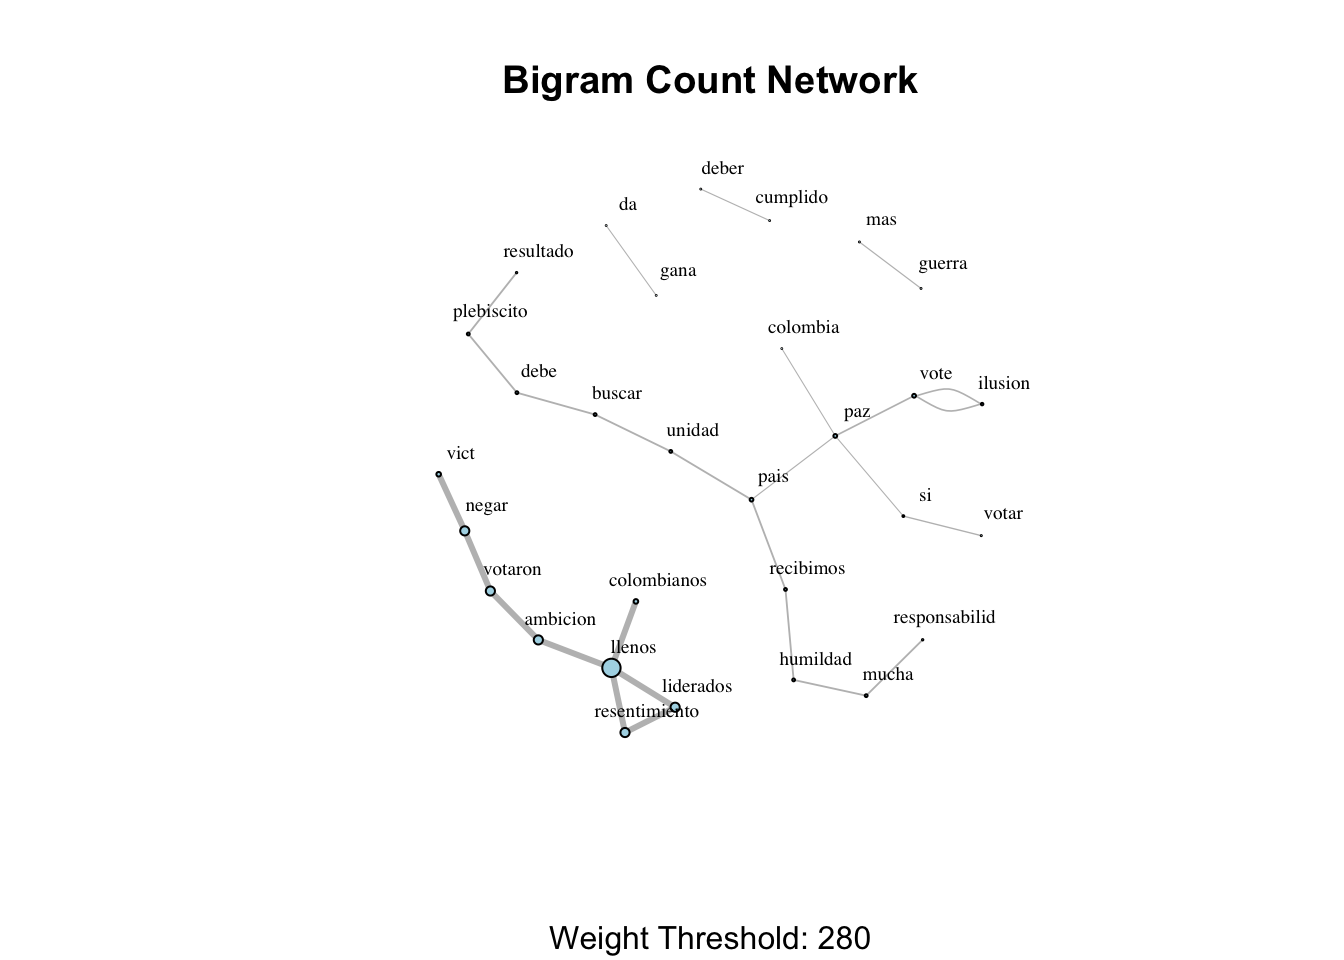 Bigram Count Network
deber
cumplido
da
mas
resultado
guerra
gana
plebiscito
colombia
debe
vote
ilusion
buscar
paz
unidad
vict
pais
si
negar
votar
votaron
recibimos
colombianos
ambicion
responsabilid
llenos
humildad
mucha
liderados
resentimiento
Weight Threshold: 280